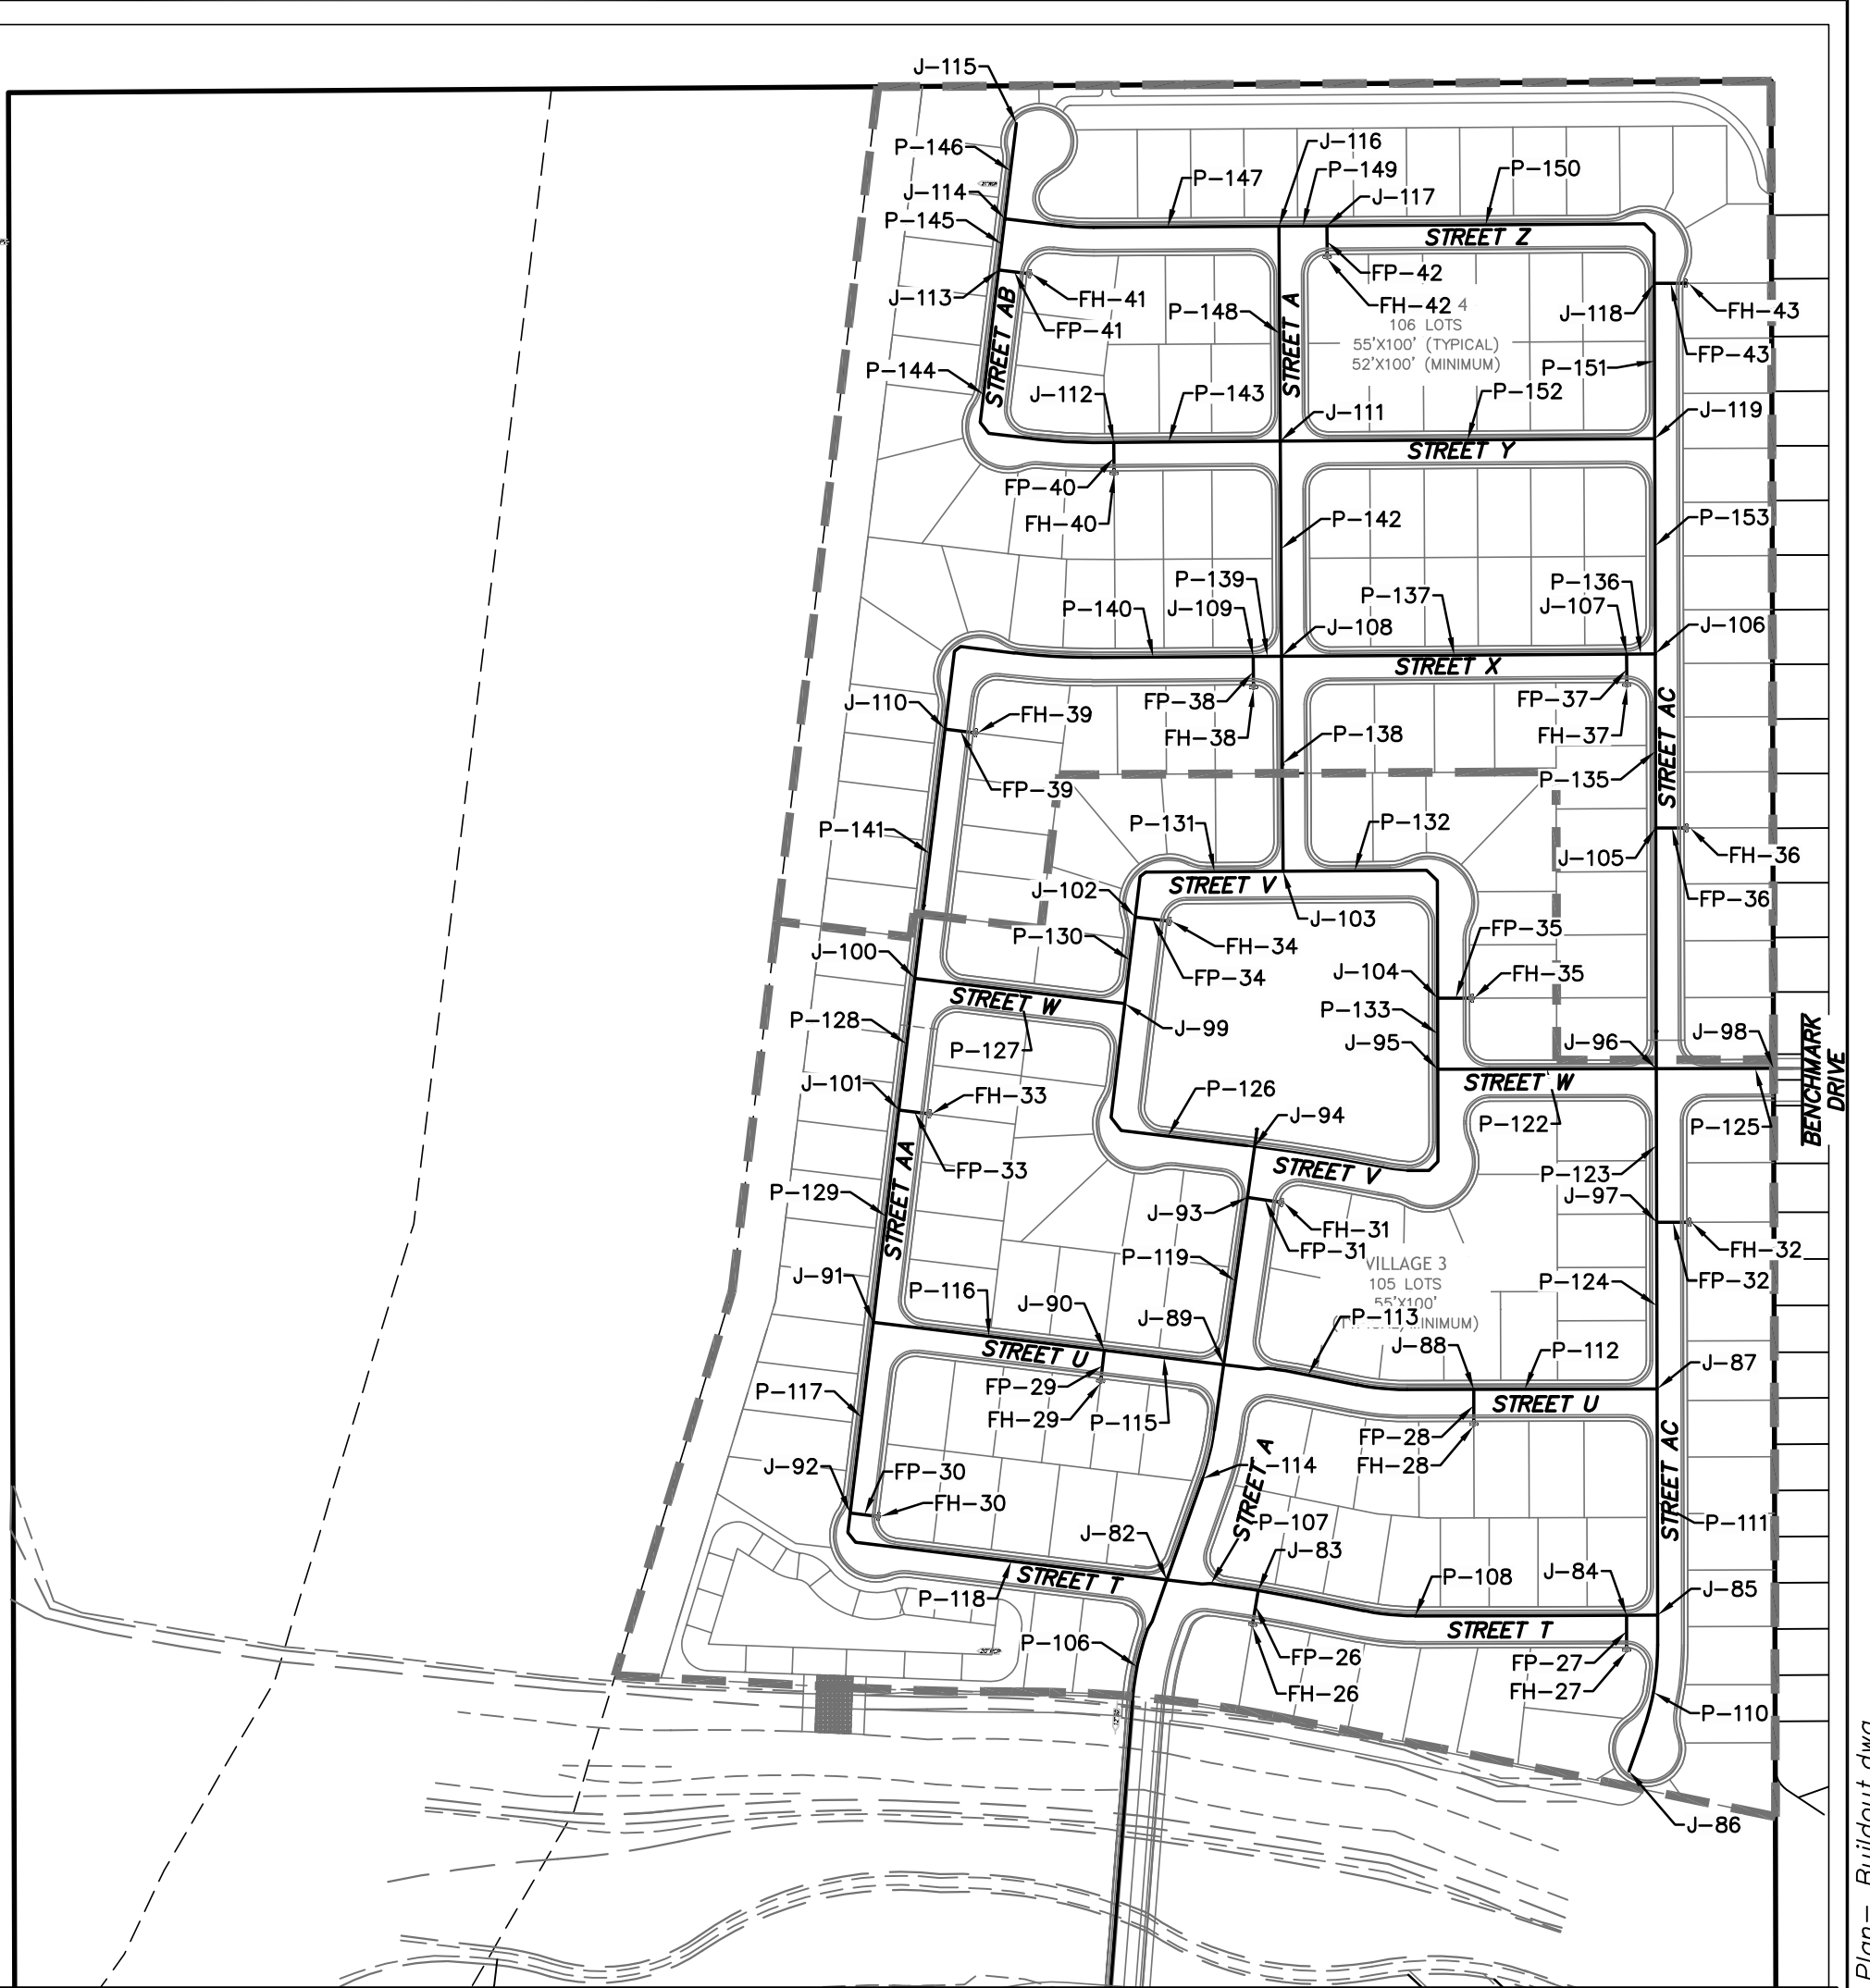 J-115
P-146
J-116
P-149
P-147
P-150
J-114
J-117
P-145
STREET Z
FP-42
J-113
FH-41
FH-42
4
J-118
FH-43
FP-41
P-148
STREET A
106 LOTS
55'X100' (TYPICAL)
52'X100' (MINIMUM)
FP-43
STREET AB
P-144
P-151
J-112
P-143
P-152
J-111
J-119
STREET Y
FP-40
FH-40
P-142
P-153
P-139
P-136
P-140
J-109
P-137
J-107
J-108
J-106
STREET X
FP-38
FP-37
J-110
FH-39
FH-38
P-138
FH-37
STREET AC
FP-39
P-135
P-141
P-131
P-132
J-105
FH-36
J-102
STREET V
FP-36
J-103
P-130
FH-34
FP-35
J-100
FP-34
J-104
FH-35
STREET W
P-133
P-128
J-99
J-95
J-96
J-98
P-127
BENCHMARK
DRIVE
STREET W
J-101
FH-33
P-126
J-94
P-122
P-125
FP-33
STREET V
P-123
P-129
STREET AA
J-93
FH-31
J-97
P-119
FP-31
FH-32
VILLAGE 3
105 LOTS
55'X100'
FP-32
J-91
P-116
J-90
J-89
P-124
P-113
MINIMUM)
J-88
P-112
J-87
STREET U
FP-29
P-117
FH-29
P-115
STREET U
FP-28
FH-28
J-92
FP-30
STREET A
114
STREET AC
FH-30
J-82
P-107
P-111
J-83
STREET T
P-108
J-84
J-85
P-118
P-106
FP-26
STREET T
FP-27
FH-26
FH-27
P-110
J-86
Plan- Buildout.dwg